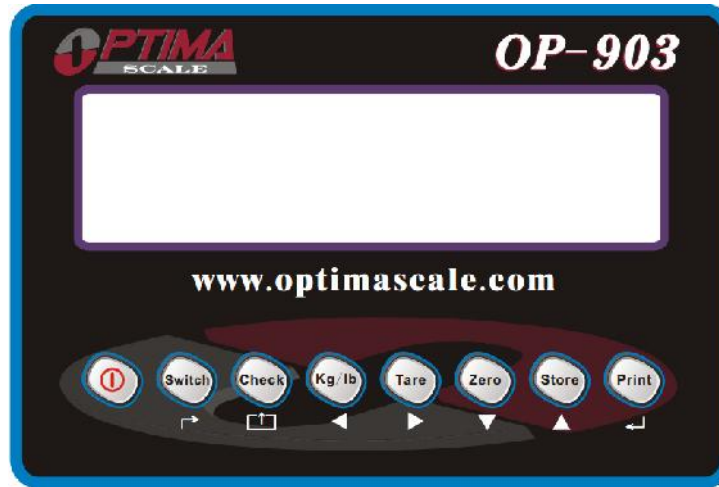 OPTIMA
SCALE
OP-903
www.optimascale.com
Switch
Check
Kg/lb
Tare
Zero
Store
Print